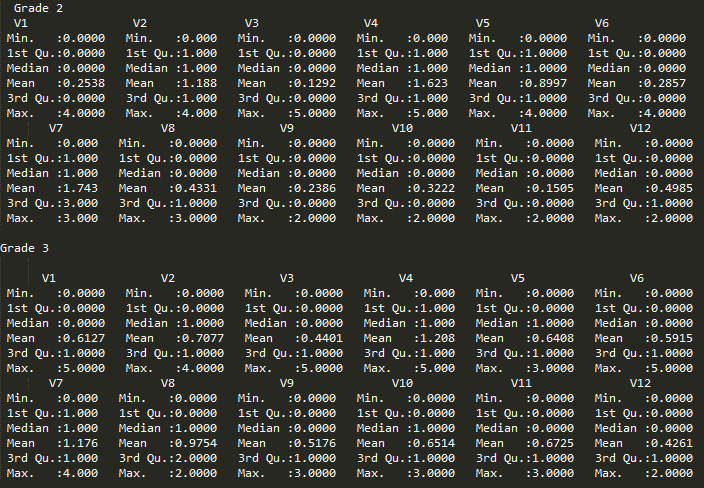 Grade 2
V1 V2 V3 V4 V5 V6
Min. :0.0000 Min. :0.000 Min. :0.0000 Min. :0.000 Min. :0.0000 Min. :0.0000
1st Qu.:0.0000 1st Qu.:1.000 1st Qu.:0.0000 1st Qu.:1.000 1st Qu.:0.0000 1st Qu.:0.0000
Median :0.0000 Median :1.000 Median :0.0000 Median :1.000 Median :1.0000 Median :0.0000
Mean :0.2538 Mean :1.188 Mean :0.1292 Mean :1.623 Mean :0.8997 Mean :0.2857
3rd Qu.:0.0000 3rd Qu.:1.000 3rd Qu.:0.0000 3rd Qu.:1.000 3rd Qu.:1.0000 3rd Qu.:0.0000
Max. :4.0000 Max. :4.000 Max. :5.0000 Max. :5.000 Max. :4.0000 Max. :4.0000
V7 V8 V9 V10 V11 V12
Min. :0.000 Min. :0.0000 Min. :0.0000 Min. :0.0000 Min. :0.0000 Min. :0.0000
1st Qu.:1.000 1st Qu.:0.0000 1st Qu.:0.0000 1st Qu.:0.0000 1st Qu.:0.0000 1st Qu.:0.0000
Median :1.000 Median :0.0000 Median :0.0000 Median :0.0000 Median :0.0000 Median :0.0000
Mean :1.743 Mean :0.4331 Mean :0.2386 Mean :0.3222 Mean :0.1505 Mean :0.4985
3rd Qu.:3.000 3rd Qu.:1.0000 3rd Qu.:0.0000 3rd Qu.:1.0000 3rd Qu.:0.0000 3rd Qu.:1.0000
Max. :3.000 Max. :3.0000 Max. :2.0000 Max. :2.0000 Max. :2.0000 Max. :2.0000
Grade 3
V1 V2 V3 V4 V5 V6
Min. :0.0000 Min. :0.0000 Min. :0.0000 Min. :0.000 Min. :0.0000 Min. :0.0000
1st Qu.:0.0000 1st Qu.:0.0000 1st Qu.:0.0000 1st Qu.:1.000 1st Qu.:0.0000 1st Qu.:0.0000
Median :0.0000 Median :1.0000 Median :0.0000 Median :1.000 Median :1.0000 Median :0.0000
Mean :0.6127 Mean :0.7077 Mean :0.4401 Mean :1.208 Mean :0.6408 Mean :0.5915
3rd Qu.:1.0000 3rd Qu.:1.0000 3rd Qu.:1.0000 3rd Qu.:1.000 3rd Qu.:1.0000 3rd Qu.:1.0000
Max. :5.0000 Max. :4.0000 Max. :5.0000 Max. :5.000 Max. :3.0000 Max. :5.0000
V7 V8 V9 V10 V11 V12
Min. :0.000 Min. :0.0000 Min. :0.0000 Min. :0.0000 Min. :0.0000 Min. :0.0000
1st Qu.:1.000 1st Qu.:0.0000 1st Qu.:0.0000 1st Qu.:0.0000 1st Qu.:0.0000 1st Qu.:0.0000
Median :1.000 Median :1.0000 Median :0.0000 Median :0.0000 Median :0.0000 Median :0.0000
Mean :1.176 Mean :0.9754 Mean :0.5176 Mean :0.6514 Mean :0.6725 Mean :0.4261
3rd Qu.:1.000 3rd Qu.:2.0000 3rd Qu.:1.0000 3rd Qu.:1.0000 3rd Qu.:1.0000 3rd Qu.:1.0000
Max. :4.000 Max. :2.0000 Max. :3.0000 Max. :3.0000 Max. :3.0000 Max. :2.0000